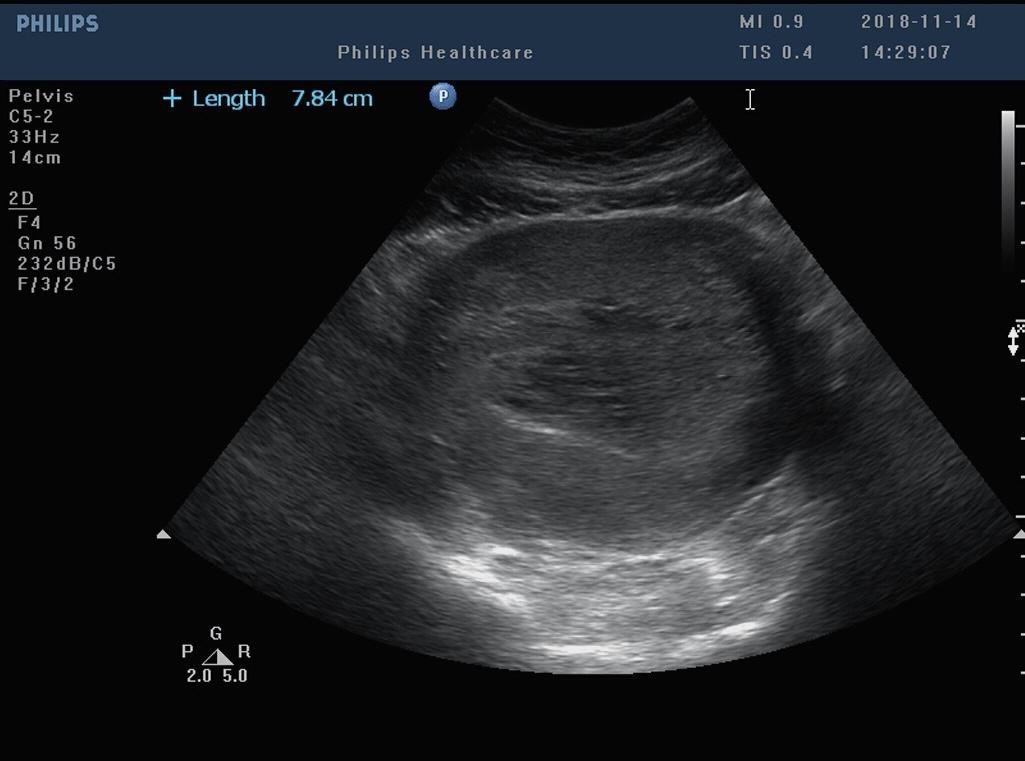 PHILIPS
Philips Healthcare
MI 0.9 2018-11-14
TIS 0.4 14:29:07
Pelvis
C5-2
33Hz
14cm
2D
F4
Gn 56
232dB/C5
F/3/2
+ Length 7.84 cm
P
G
P R
2.0 5.0